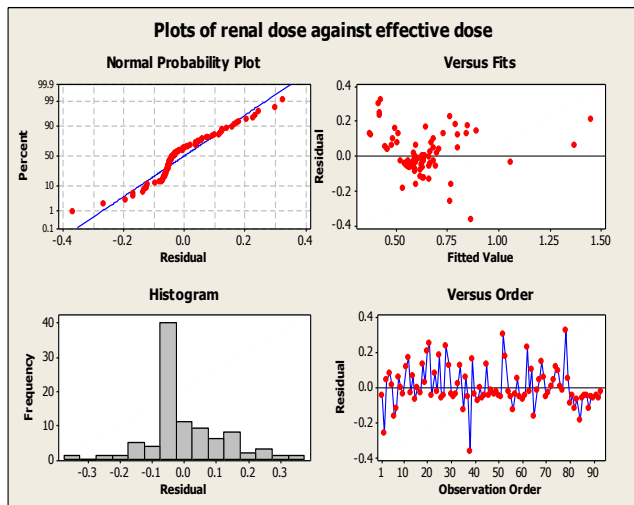 Plots of renal dose against effective dose
Normal Probability Plot
99.9
99
90
50
10
1
0.1
Percent
-0.4 -0.2 0.0 0.2 0.4
Residual
Versus Fits
0.4
0.2
0.0
-0.2
-0.4
Residual
0.50 0.75 1.00 1.25 1.50
Fitted Value
Histogram
40
30
20
10
0
Frequency
-0.3 -0.2 -0.1 0.0 0.1 0.2 0.3
Residual
Versus Order
0.4
0.2
0.0
-0.2
-0.4
Residual
1 10 20 30 40 50 60 70 80 90
Observation Order